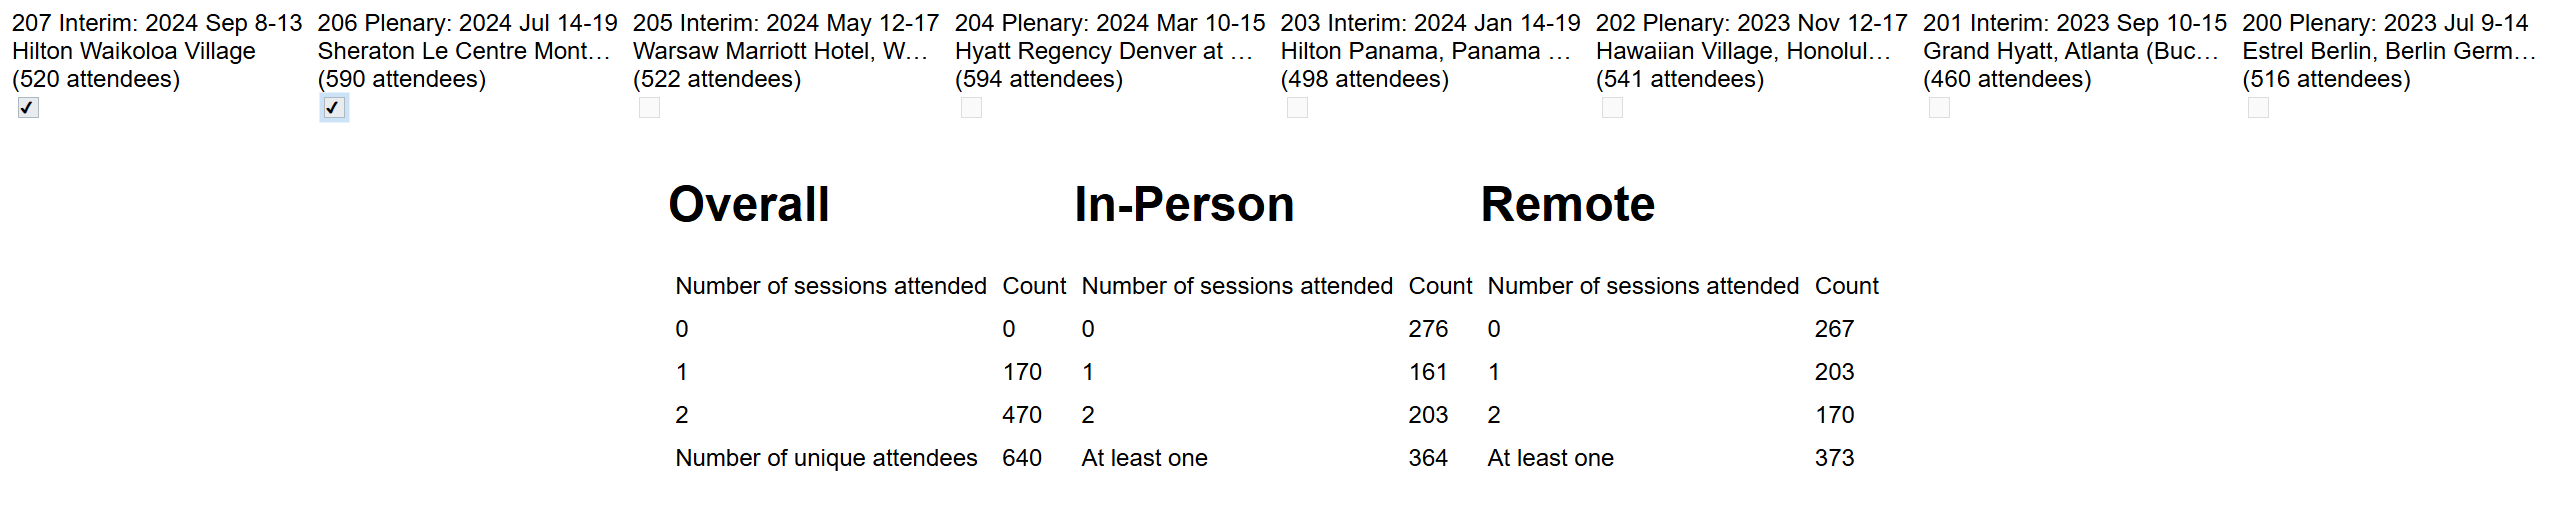 207 Interim: 2024 Sep 8-13
Hilton Waikoloa Village
(520 attendees)
206 Plenary: 2024 Jul 14-19
Sheraton Le Centre Mont…
(590 attendees)
205 Interim: 2024 May 12-17
Warsaw Marriott Hotel, W…
(522 attendees)
204 Plenary: 2024 Mar 10-15
Hyatt Regency Denver at …
(594 attendees)
203 Interim: 2024 Jan 14-19
Hilton Panama, Panama …
(498 attendees)
202 Plenary: 2023 Nov 12-17
Hawaiian Village, Honolul…
(541 attendees)
201 Interim: 2023 Sep 10-15
Grand Hyatt, Atlanta (Buc…
(460 attendees)
200 Plenary: 2023 Jul 9-14
Estrel Berlin, Berlin Germ…
(516 attendees)
Overall
Number of sessions attended Count
0 0
1 170
2 470
Number of unique attendees 640
In-Person
Number of sessions attended Count
0 276
1 161
2 203
At least one 364
Remote
Number of sessions attended Count
0 267
1 203
2 170
At least one 373